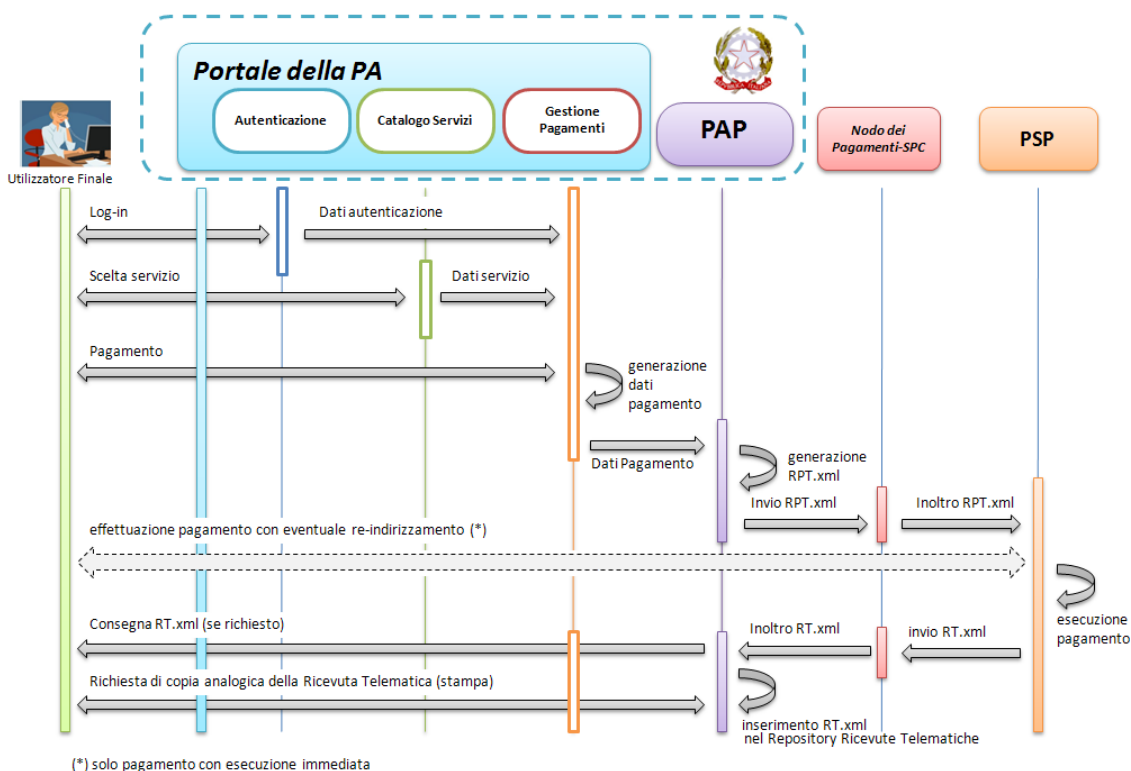 Portale della PA
Autenticazione
Catalogo Servizi
Gestione
Pagamenti
PAP
Nodo dei
Pagamenti-SPC
PSP
Utilizzatore Finale
Log-in
Dati autenticazione
Scelta servizio
Dati servizio
Pagamento
generazione
dati
pagamento
Dati Pagamento
generazione
RPT.xml
Invio RPT.xml
Inoltro RPT.xml
effettuazione pagamento con eventuale re-indirizzamento (*)
esecuzione
pagamento
Consegna RT.xml (se richiesto)
Inoltro RT.xml
invio RT.xml
Richiesta di copia analogica della Ricevuta Telematica (stampa)
inserimento RT.xml
nel Repository Ricevute Telematiche
(*) solo pagamento con esecuzione immediata